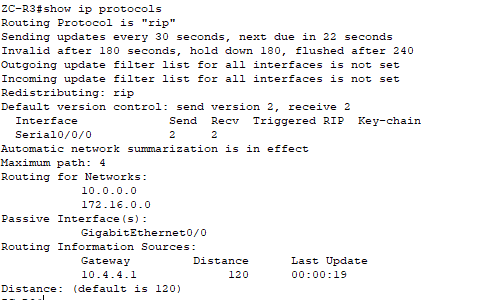 ZC-R3#show ip protocols
Routing Protocol is "rip"
Sending updates every 30 seconds, next due in 22 seconds
Invalid after 180 seconds, hold down 180, flushed after 240
Outgoing update filter list for all interfaces is not set
Incoming update filter list for all interfaces is not set
Redistributing: rip
Default version control: send version 2, receive 2
Interface Send Recv Triggered RIP Key-chain
Serial0/0/0 2 2
Automatic network summarization is in effect
Maximum path: 4
Routing for Networks:
10.0.0.0
172.16.0.0
Passive Interface(s):
GigabitEthernet0/0
Routing Information Sources:
Gateway Distance Last Update
10.4.4.1 120 00:00:19
Distance: (default is 120)